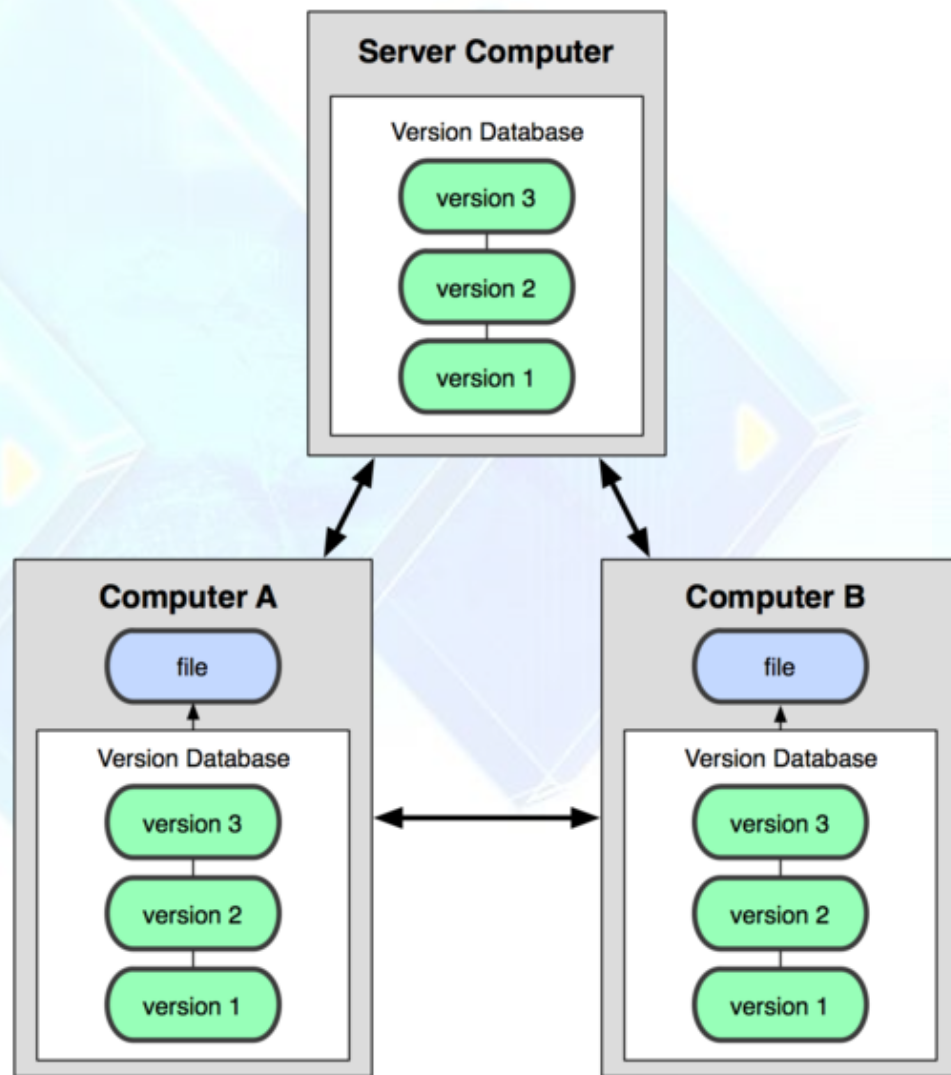 Server Computer
Version Database
version 3
version 2
version 1
Computer A
file
Version Database
version 3
version 2
version 1
Computer B
file
Version Database
version 3
version 2
version 1